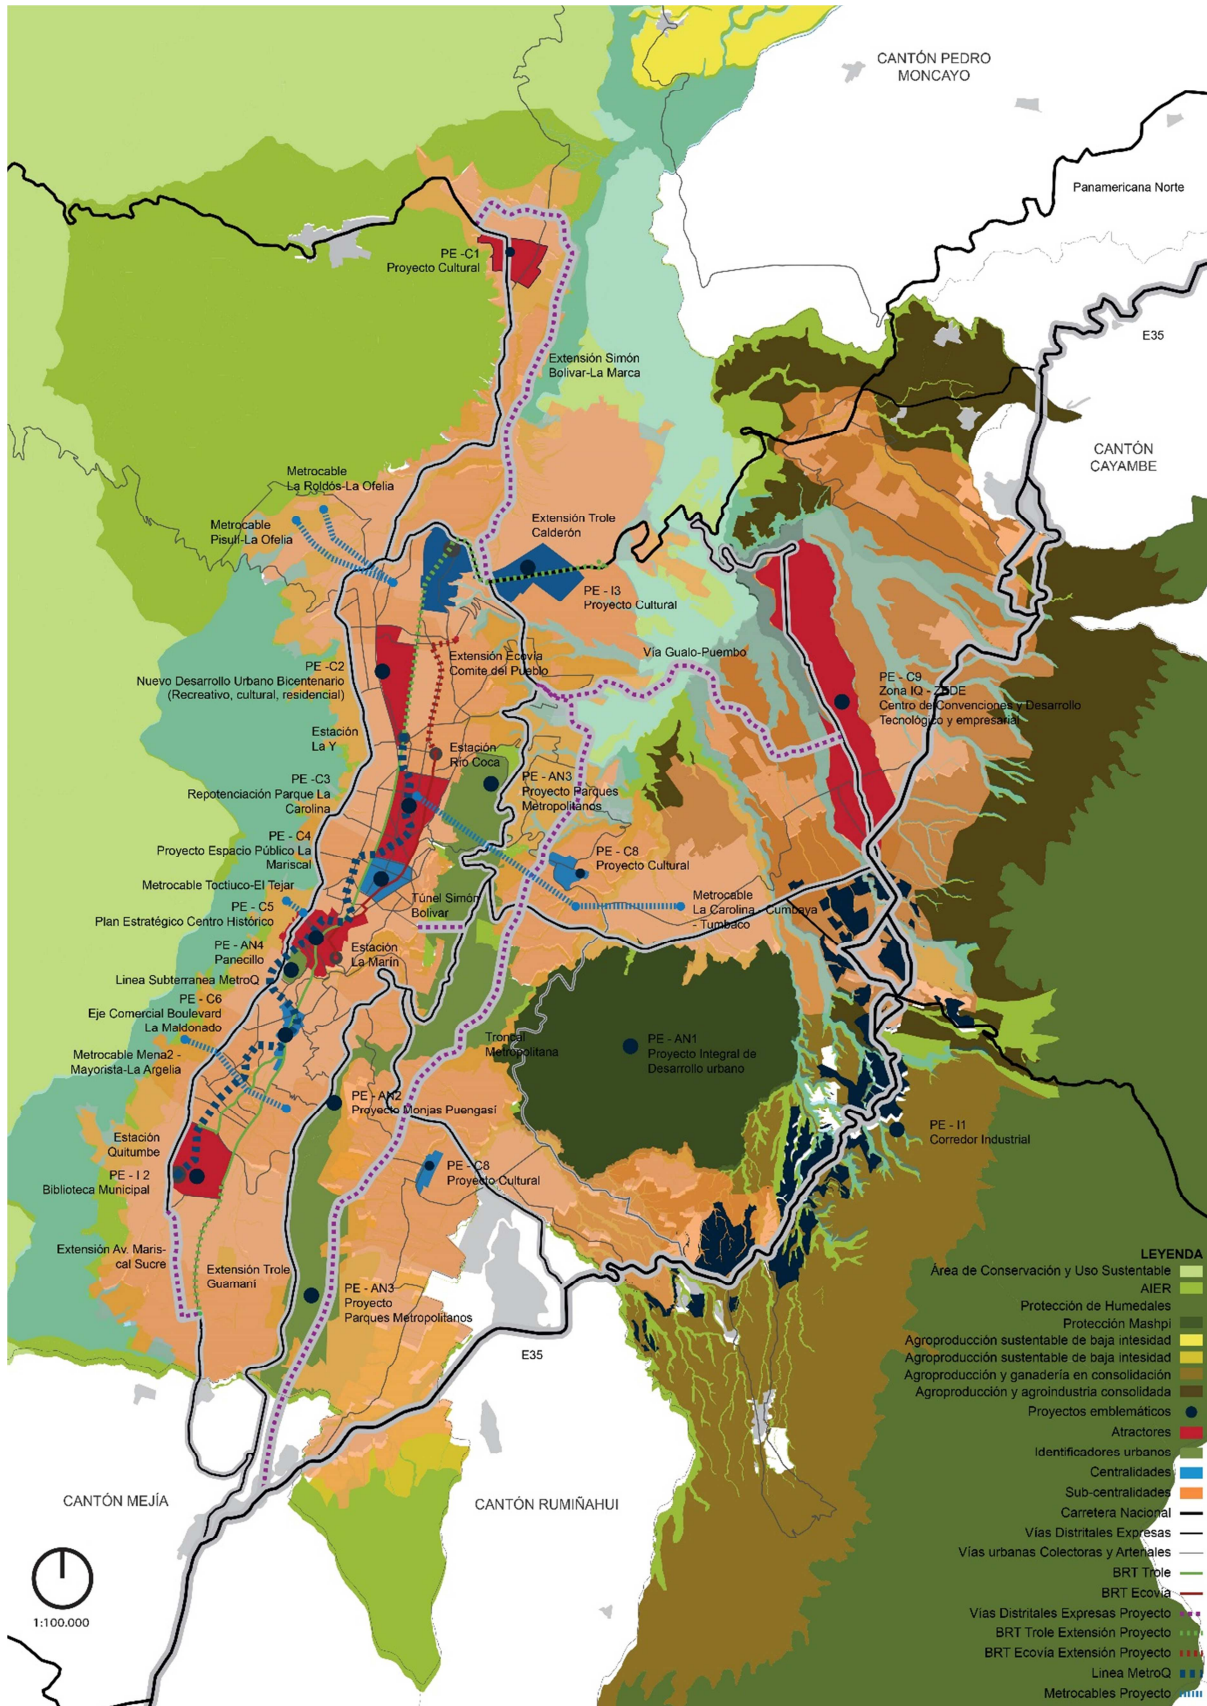 CANTÓN PEDRO
MONCAYO
Panamericana Norte
PE -C1
Proyecto Cultural
E35
Extensión Simón
Bolivar-La Marca
CANTÓN
CAYAMBE
Metrocable
La Roldós-La Ofelia
Metrocable
Pisulí-La Ofelia
Extensión Trole
Calderón
PE - I3
Proyecto Cultural
Extensión Ecovía
Comite del Pueblo
Vía Gualo-Puembo
PE -C2
Nuevo Desarrollo Urbano Bicentenario
(Recreativo, cultural, residencial)
PE - C9
Zona IQ - ZEDE
Centro de Convenciones y Desarrollo
Tecnológico y empresarial
Estación
La Y
Estación
Río Coca
PE -C3
Repotenciación Parque La
Carolina
PE - AN3
Proyecto Parques
Metropolitanos
PE - C4
Proyecto Espacio Público La
Mariscal
PE - C8
Proyecto Cultural
Metrocable Toctiuco-El Tejar
Túnel Simón
Bolívar
Metrocable
La Carolina - Cumbaya
- Tumbaco
PE - C5
Plan Estratégico Centro Histórico
PE - AN4
Panecillo
Estación
La Marín
Linea Subterranea MetroQ
PE - C6
Eje Comercial Boulevard
La Maldonado
Troncal
Metropolitana
PE - AN1
Proyecto Integral de
Desarrollo urbano
Metrocable Mena2 -
Mayorista-La Argelia
PE - AN2
Proyecto Monjas Puengasí
PE - I1
Corredor Industrial
Estación
Quitumbe
PE - I 2
Biblioteca Municipal
PE - C8
Proyecto Cultural
Extensión Av. Maris-
cal Sucre
Extensión Trole
Guamaní
PE - AN3
Proyecto
Parques Metropolitanos
E35
CANTÓN MEJÍA
CANTÓN RUMIÑAHUI
1:100.000
LEYENDA
Área de Conservación y Uso Sustentable
AIER
Protección de Humedales
Protección Mashpi
Agroproducción sustentable de baja intesidad
Agroproducción sustentable de baja intesidad
Agroproducción y ganadería en consolidación
Agroproducción y agroindustria consolidada
Proyectos emblemáticos
Atractores
Identificadores urbanos
Centralidades
Sub-centralidades
Carretera Nacional
Vías Distritales Expresas
Vías urbanas Colectoras y Arteriales
BRT Trole
BRT Ecovía
Vías Distritales Expresas Proyecto
BRT Trole Extensión Proyecto
BRT Ecovía Extensión Proyecto
Linea MetroQ
Metrocables Proyecto